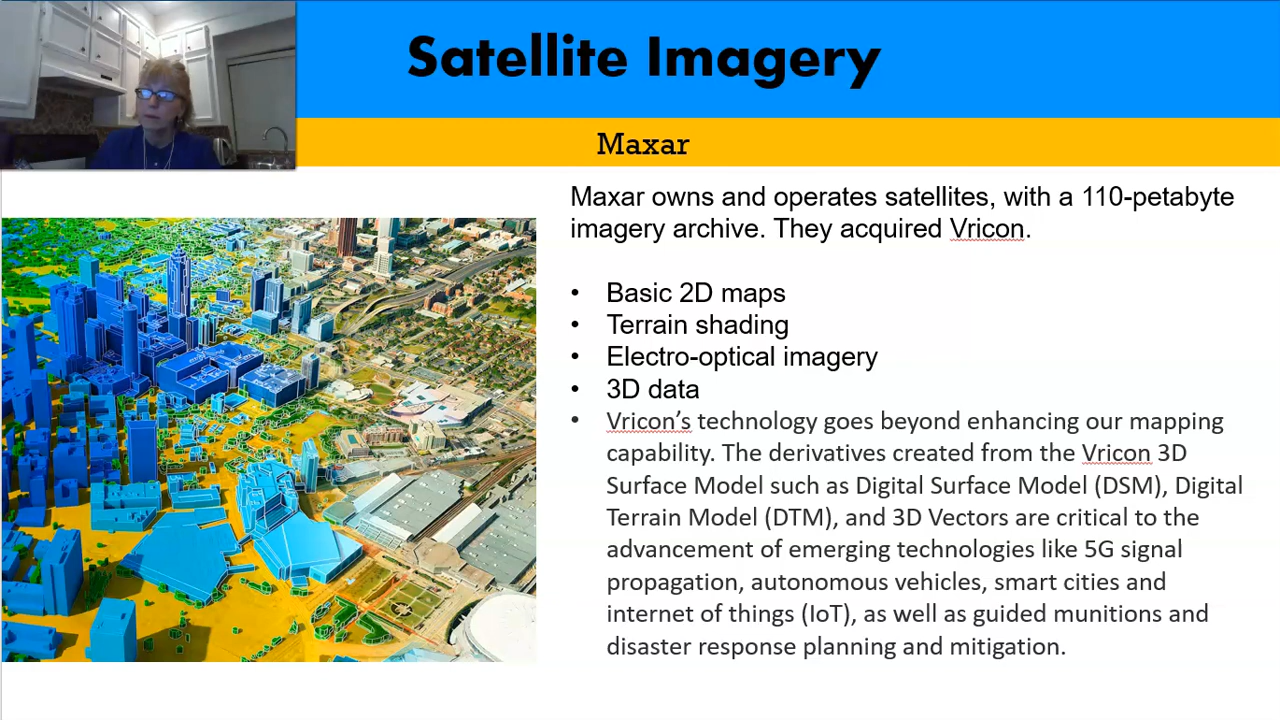 Satellite Imagery
Maxar
Maxar owns and operates satellites, with a 110-petabyte
imagery archive. They acquired Vricon.
• Basic 2D maps
• Terrain shading
• Electro-optical imagery
• 3D data
• Vricon’s technology goes beyond enhancing our mapping
capability. The derivatives created from the Vricon 3D
Surface Model such as Digital Surface Model (DSM), Digital
Terrain Model (DTM), and 3D Vectors are critical to the
advancement of emerging technologies like 5G signal
propagation, autonomous vehicles, smart cities and
internet of things (IoT), as well as guided munitions and
disaster response planning and mitigation.